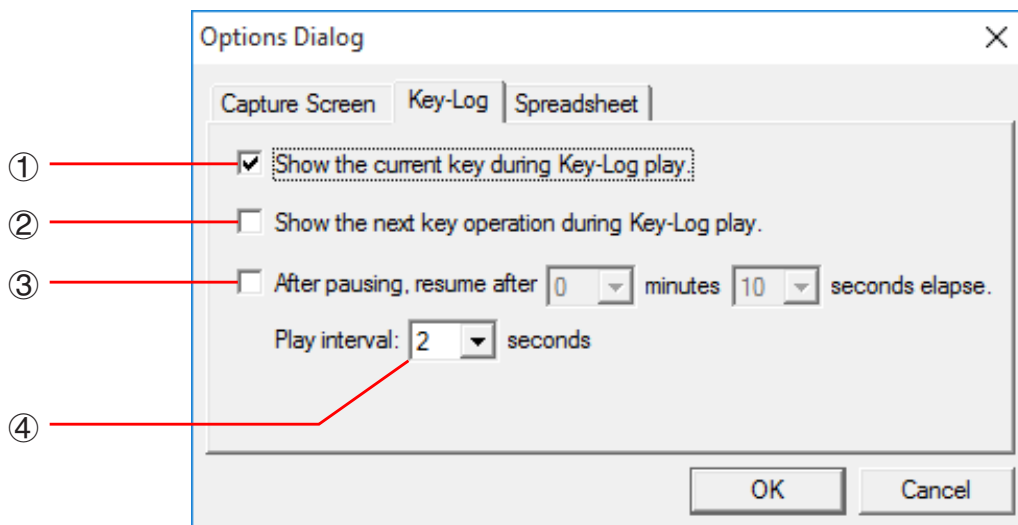 Options Dialog
Capture Screen Key-Log Spreadsheet
① Show the current key during Key-Log play.
② Show the next key operation during Key-Log play.
③ After pausing, resume after 0 minutes 10 seconds elapse.
Play interval: 2 seconds
④
OK Cancel